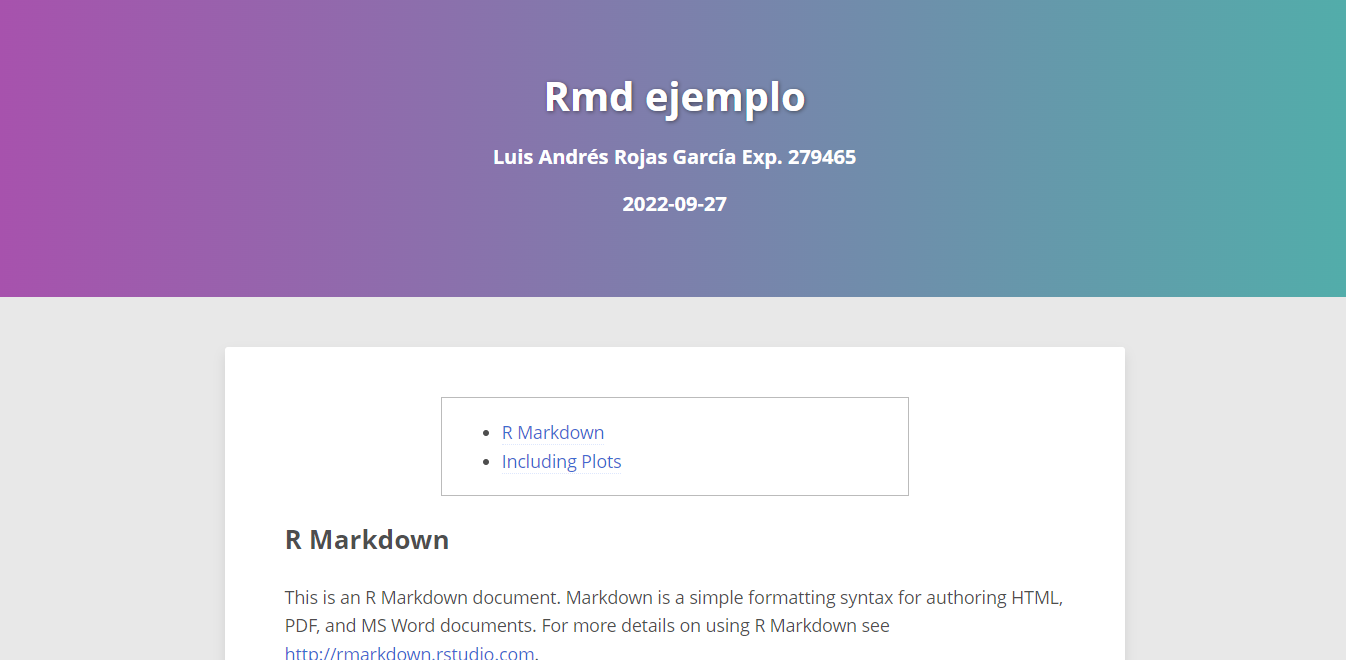 Rmd ejemplo
Luis Andrés Rojas García Exp. 279465
2022-09-27
R Markdown
Including Plots
R Markdown
This is an R Markdown document. Markdown is a simple formatting syntax for authoring HTML,
PDF, and MS Word documents. For more details on using R Markdown see
http://rmarkdown.rstudio.com.